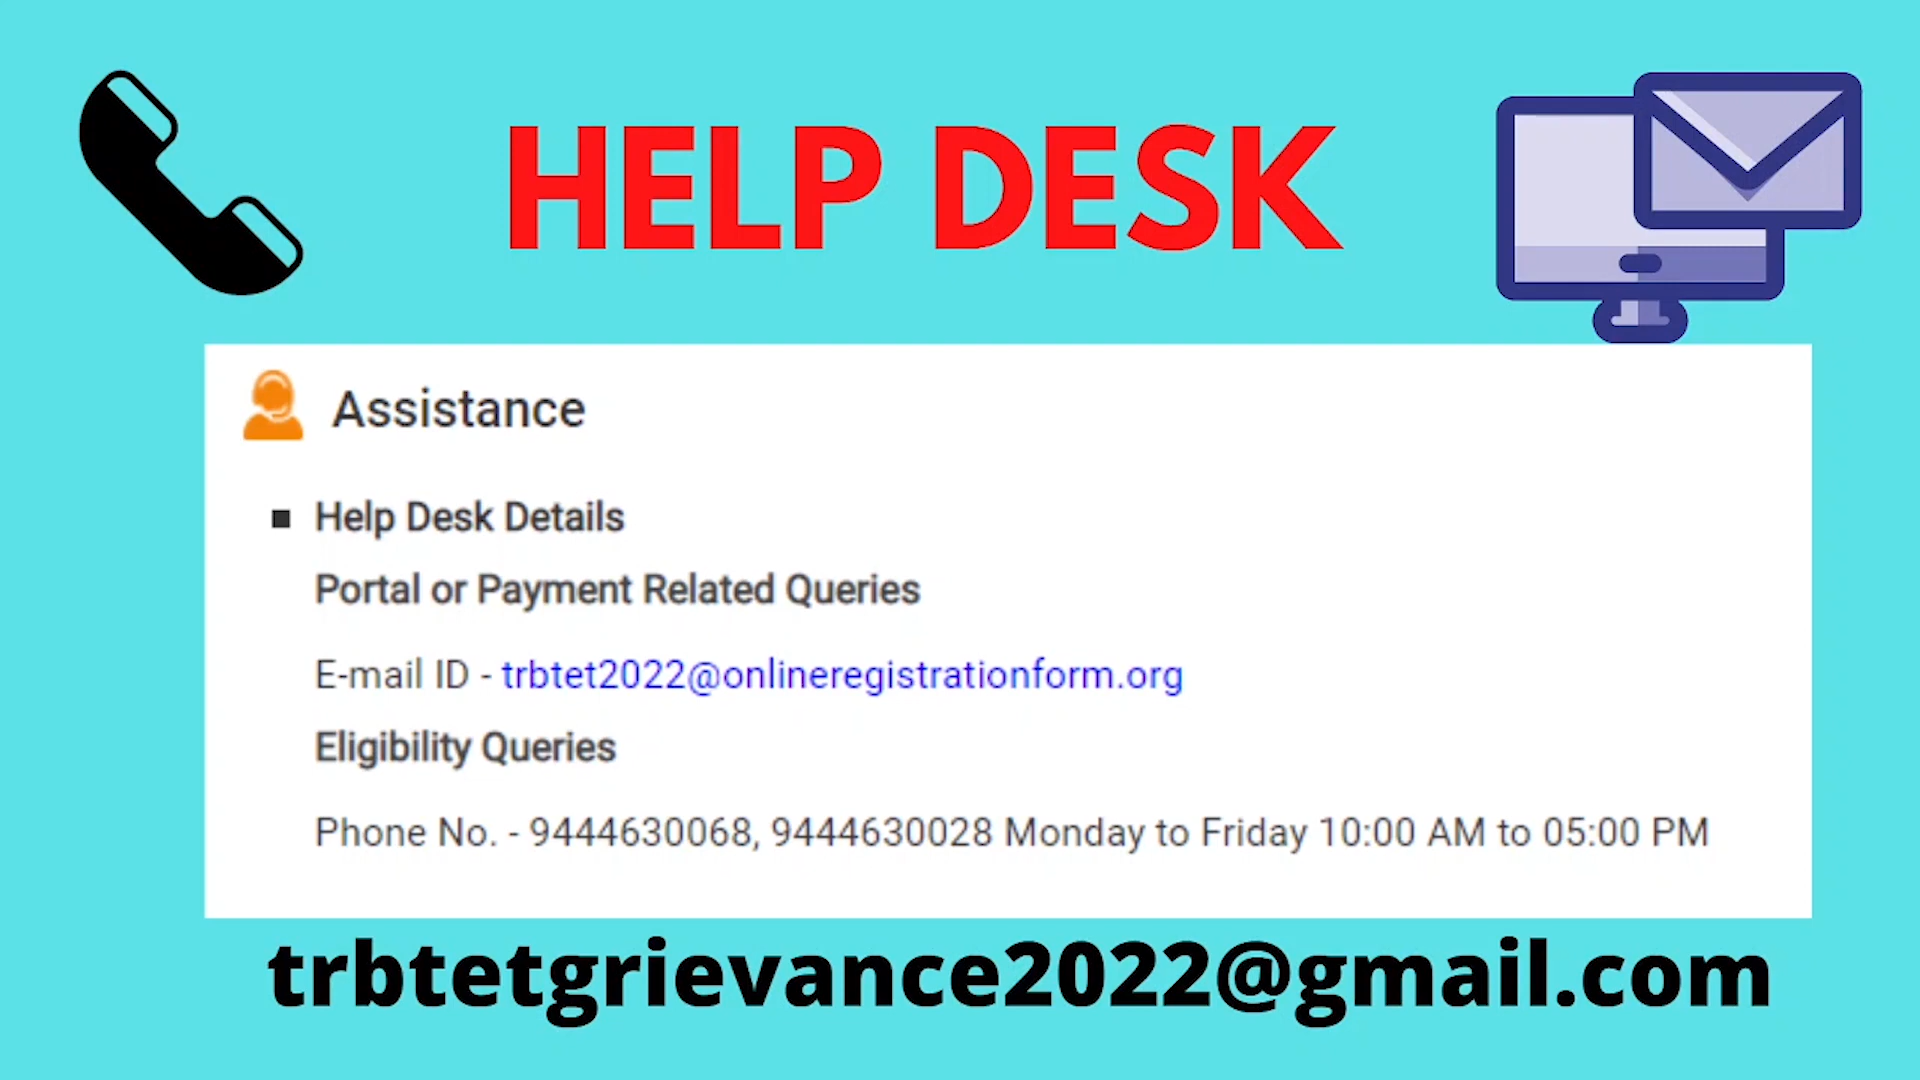 HELP DESK
Assistance
Help Desk Details
Portal or Payment Related Queries
E-mail ID - trbtet2022@onlineregistrationform.org
Eligibility Queries
Phone No. - 9444630068, 9444630028 Monday to Friday 10:00 AM to 05:00 PM
trbtetgrievance2022@gmail.com